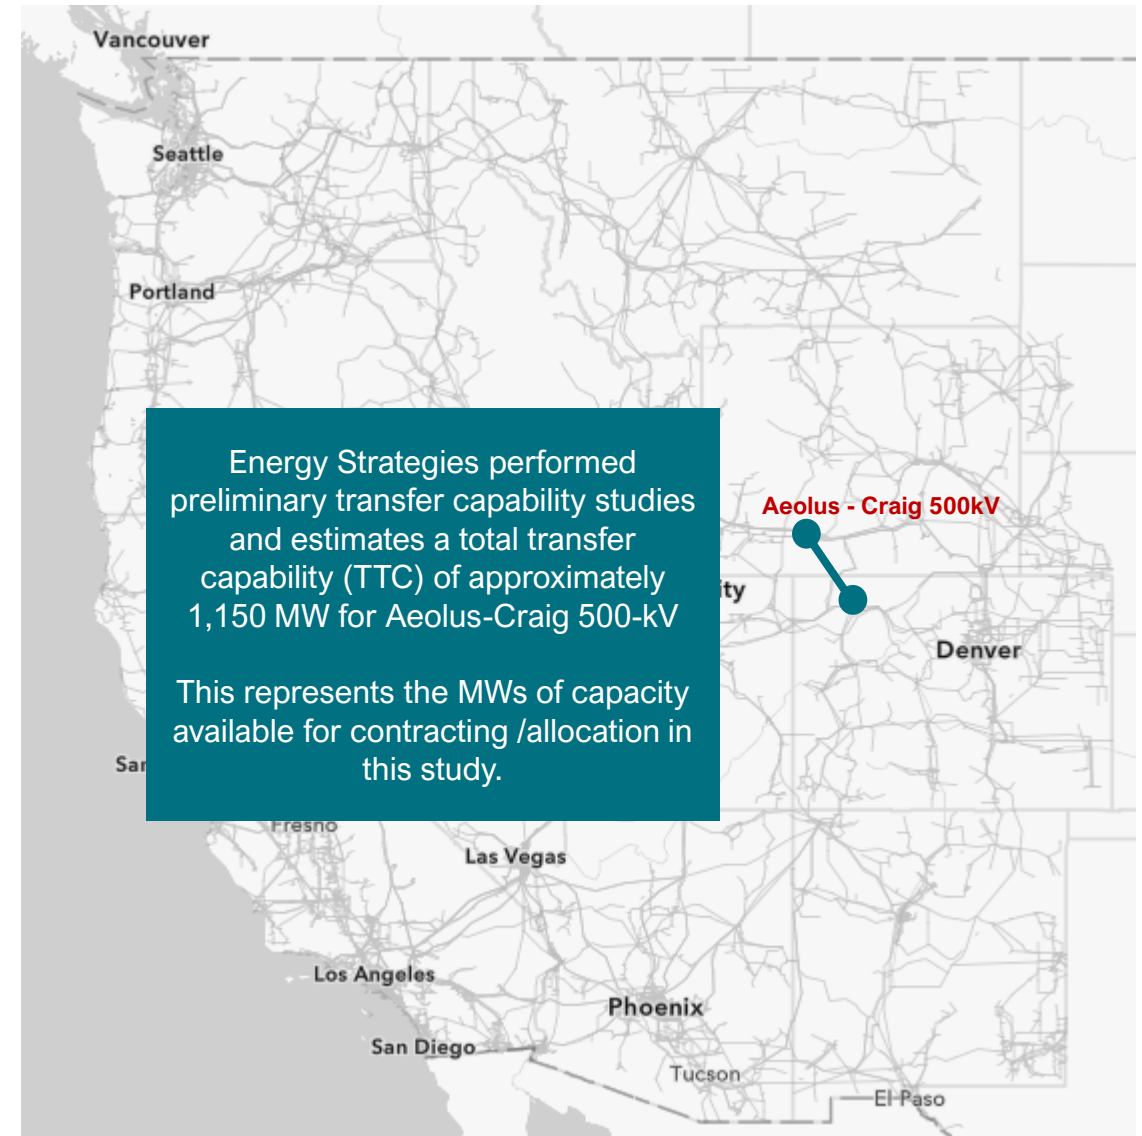 Vancouver
Seattle
Portland
Energy Strategies performed
preliminary transfer capability studies
and estimates a total transfer
capability (TTC) of approximately
1,150 MW for Aeolus-Craig 500-kV
This represents the MWs of capacity
available for contracting /allocation in
this study.
Aeolus - Craig 500kV
ity
Denver
Sar
Fresno
Las Vegas
Los Angeles
Phoenix
San Diego
Tucson
El Paso